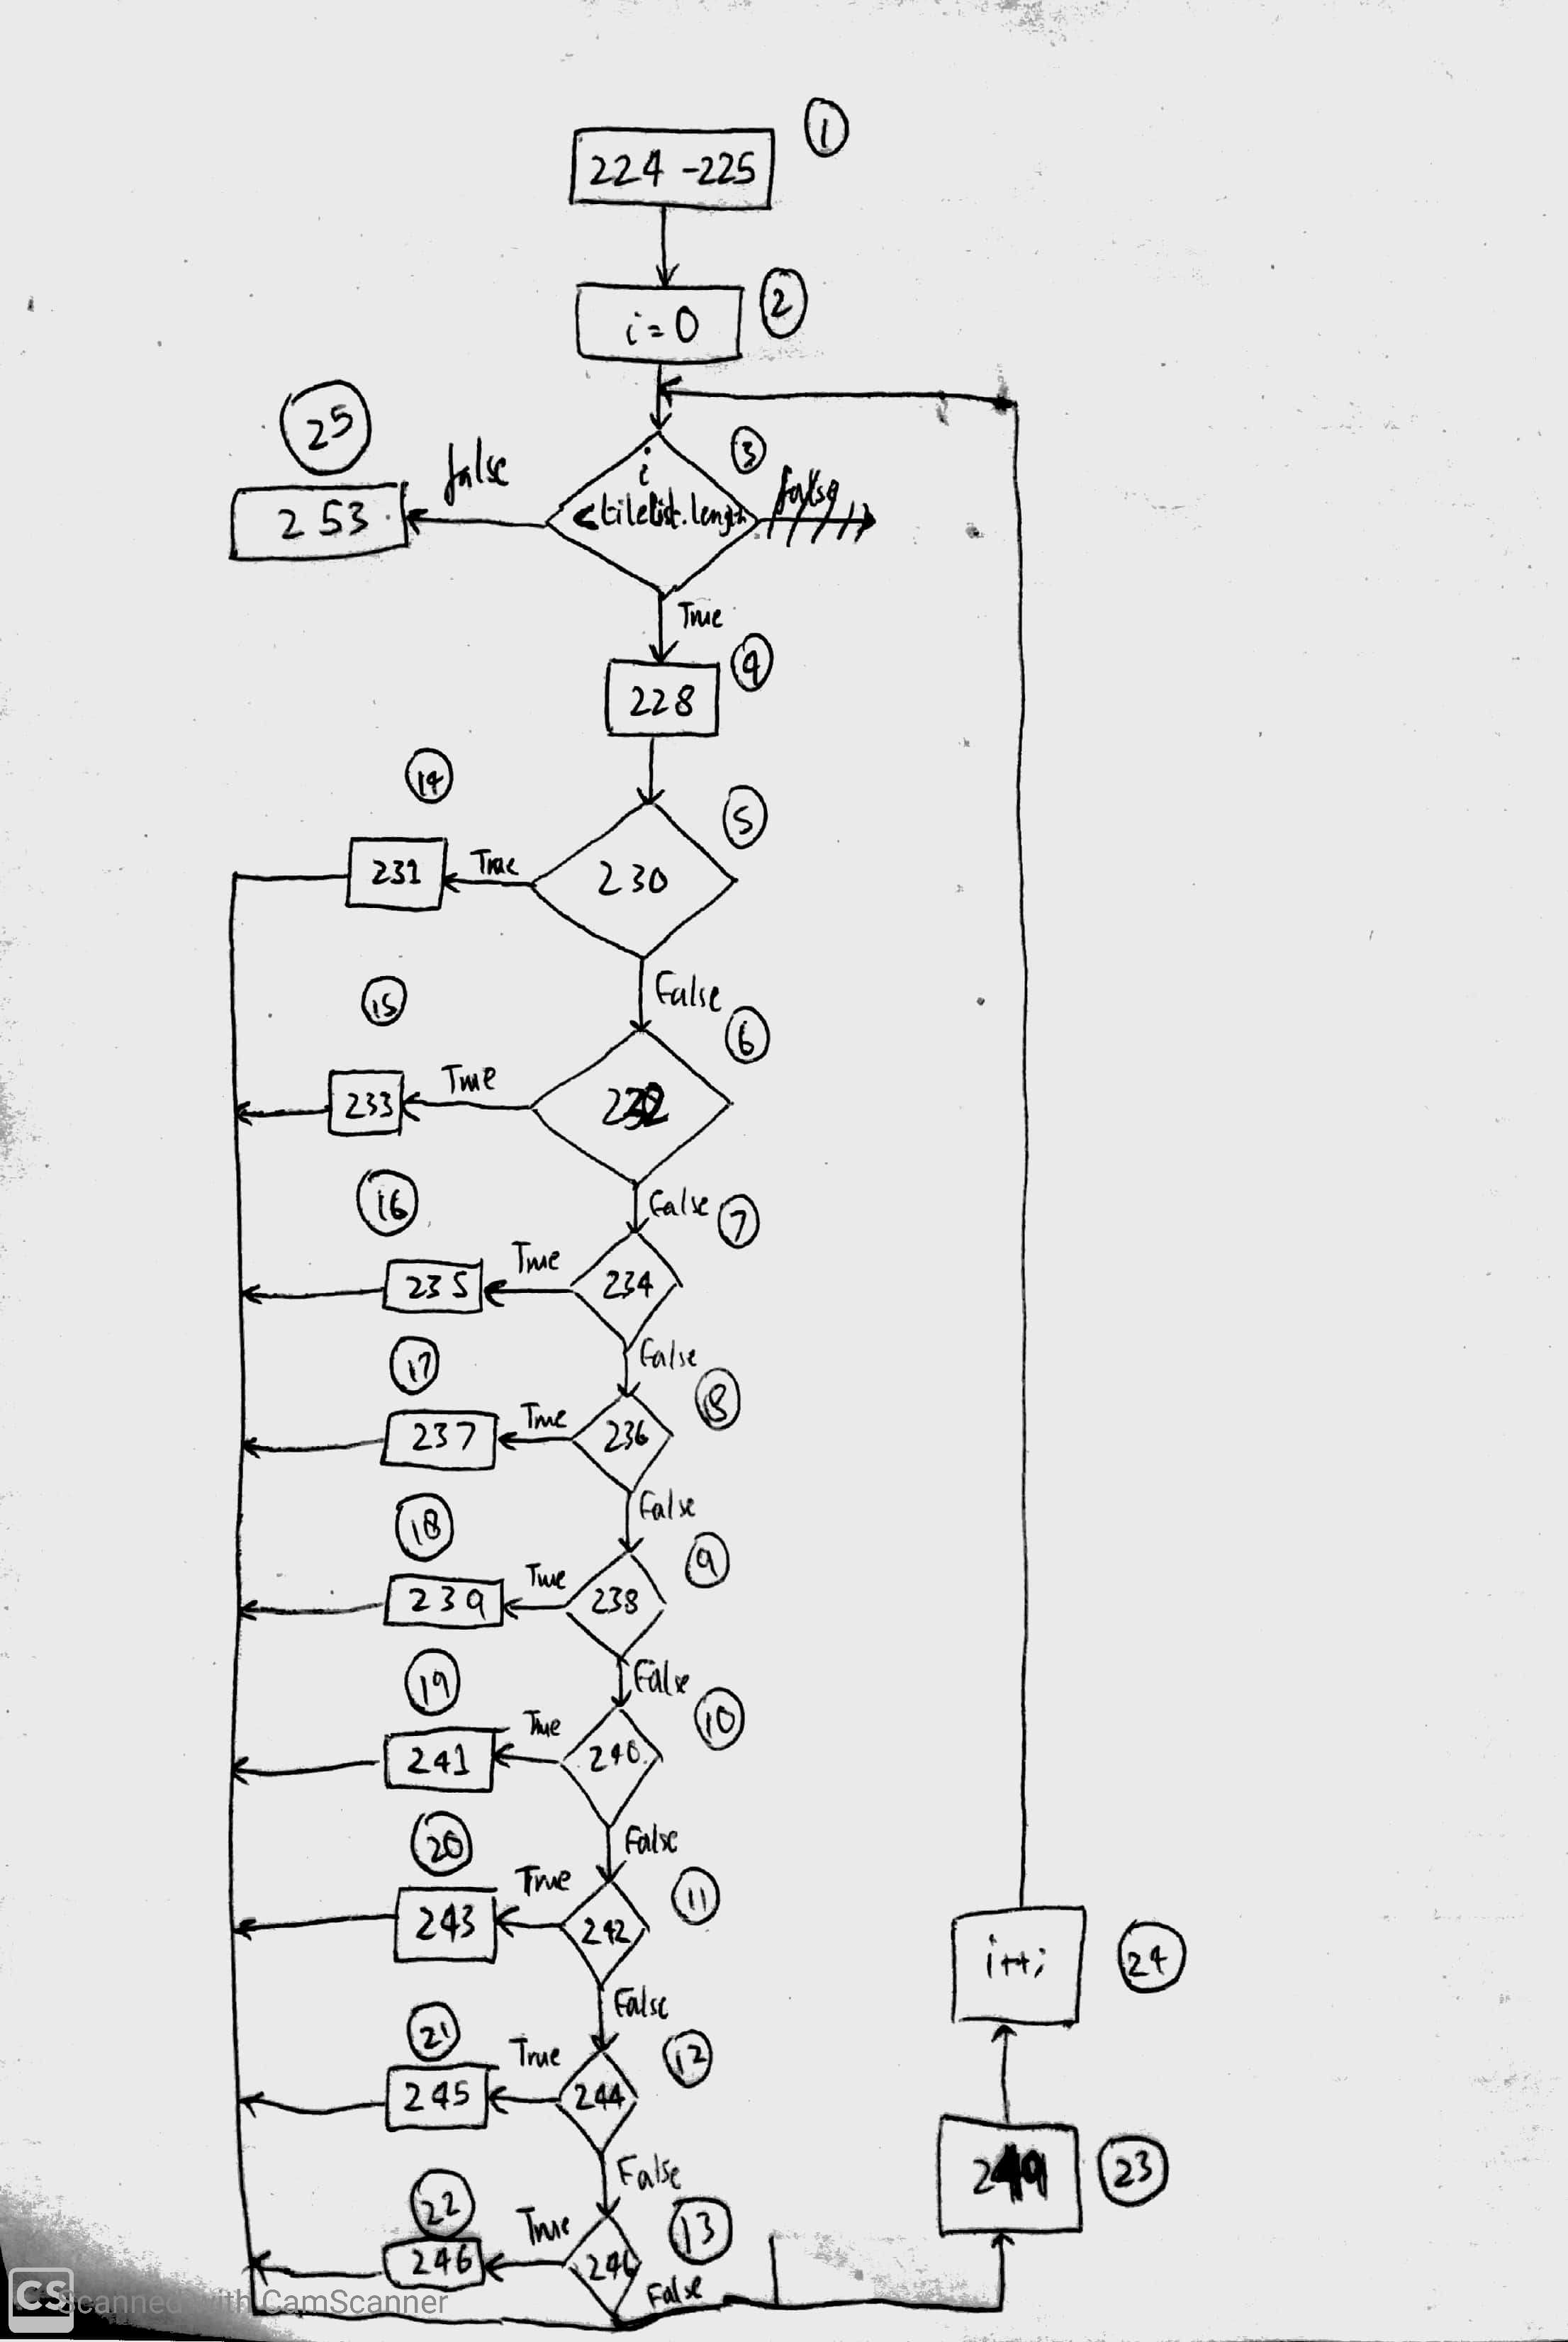 ①
224-225
②
i=0
25
③
false
i
<tilelist.length
false
253
True
④
228
⑭
⑤
231
True
230
⑮
False
⑥
233
True
232
⑯
False
⑦
235
True
234
⑰
False
⑧
237
True
236
⑱
False
⑨
239
True
238
⑲
False
⑩
241
True
240
⑳
False
⑪
243
True
242
i++;
24
21
False
⑫
245
True
244
249
23
22
False
⑬
246
True
246
False
CS
Scanned with CamScanner